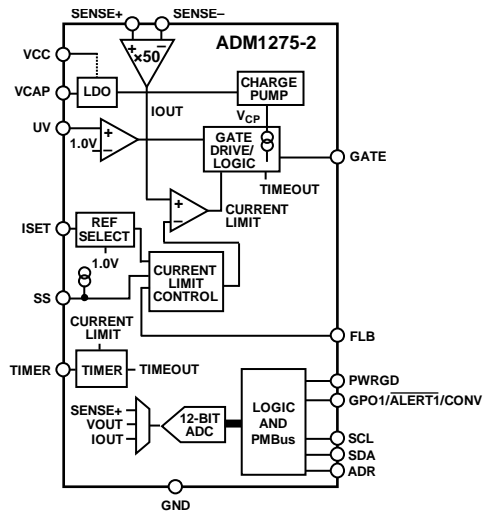 SENSE+ SENSE–
ADM1275-2
VCC
+ –
×50
VCAP
LDO
CHARGE
PUMP
IOUT
VCP
UV
+
1.0V
–
GATE
DRIVE/
LOGIC
GATE
TIMEOUT
+
–
CURRENT
LIMIT
ISET
REF
SELECT
1.0V
CURRENT
LIMIT
CONTROL
SS
CURRENT
LIMIT
FLB
TIMER
TIMER
TIMEOUT
PWRGD
GPO1/ALERT1/CONV
SENSE+
VOUT
IOUT
12-BIT
ADC
LOGIC
AND
PMBus
SCL
SDA
ADR
GND